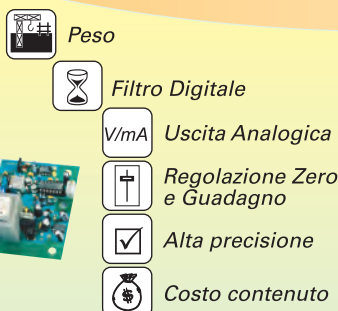 Peso
Filtro Digitale
V/mA Uscita Analogica
Regolazione Zero
e Guadagno
Alta precisione
$ Costo contenuto